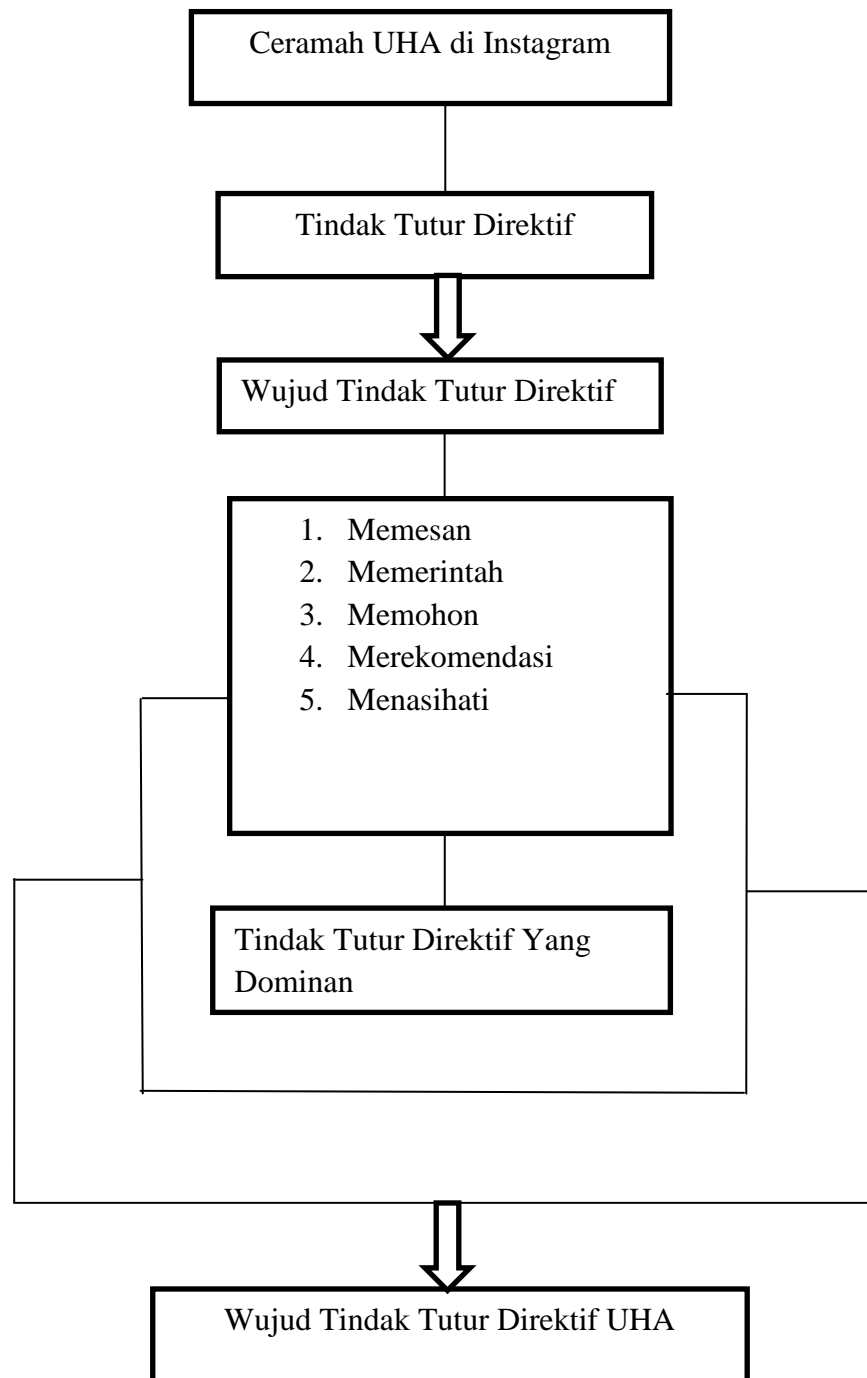 Ceramah UHA di Instagram
Tindak Tutur Direktif
Wujud Tindak Tutur Direktif
1. Memesan
2. Memerintah
3. Memohon
4. Merekomendasi
5. Menasihati
Tindak Tutur Direktif Yang
Dominan
Wujud Tindak Tutur Direktif UHA